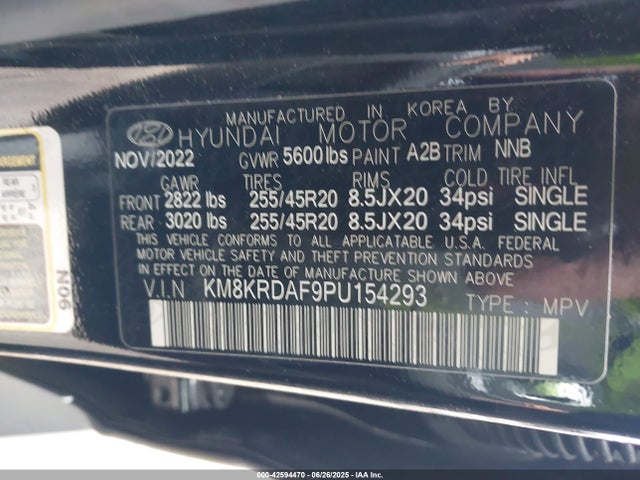 MANUFACTURED IN KOREA BY
HYUNDAI MOTOR COMPANY
NOV/2022 GVWR 5600lbs PAINT A2B TRIM NNB
GAWR TIRES RIMS COLD TIRE INFL
FRONT 2822 lbs 255/45R20 8.5JX20 34psi SINGLE
REAR 3020 lbs 255/45R20 8.5JX20 34psi SINGLE
THIS VEHICLE CONFORMS TO ALL APPLICABLE U.S.A. FEDERAL
MOTOR VEHICLE SAFETY AND THEFT PREVENTION STANDARDS
IN EFFECT ON THE DATE OF MANUFACTURE SHOWN ABOVE.
V.I.N KM8KRDAF9PU154293 TYPE : MPV
N06
000-42594470 - 06/26/2025 - IAA Inc.